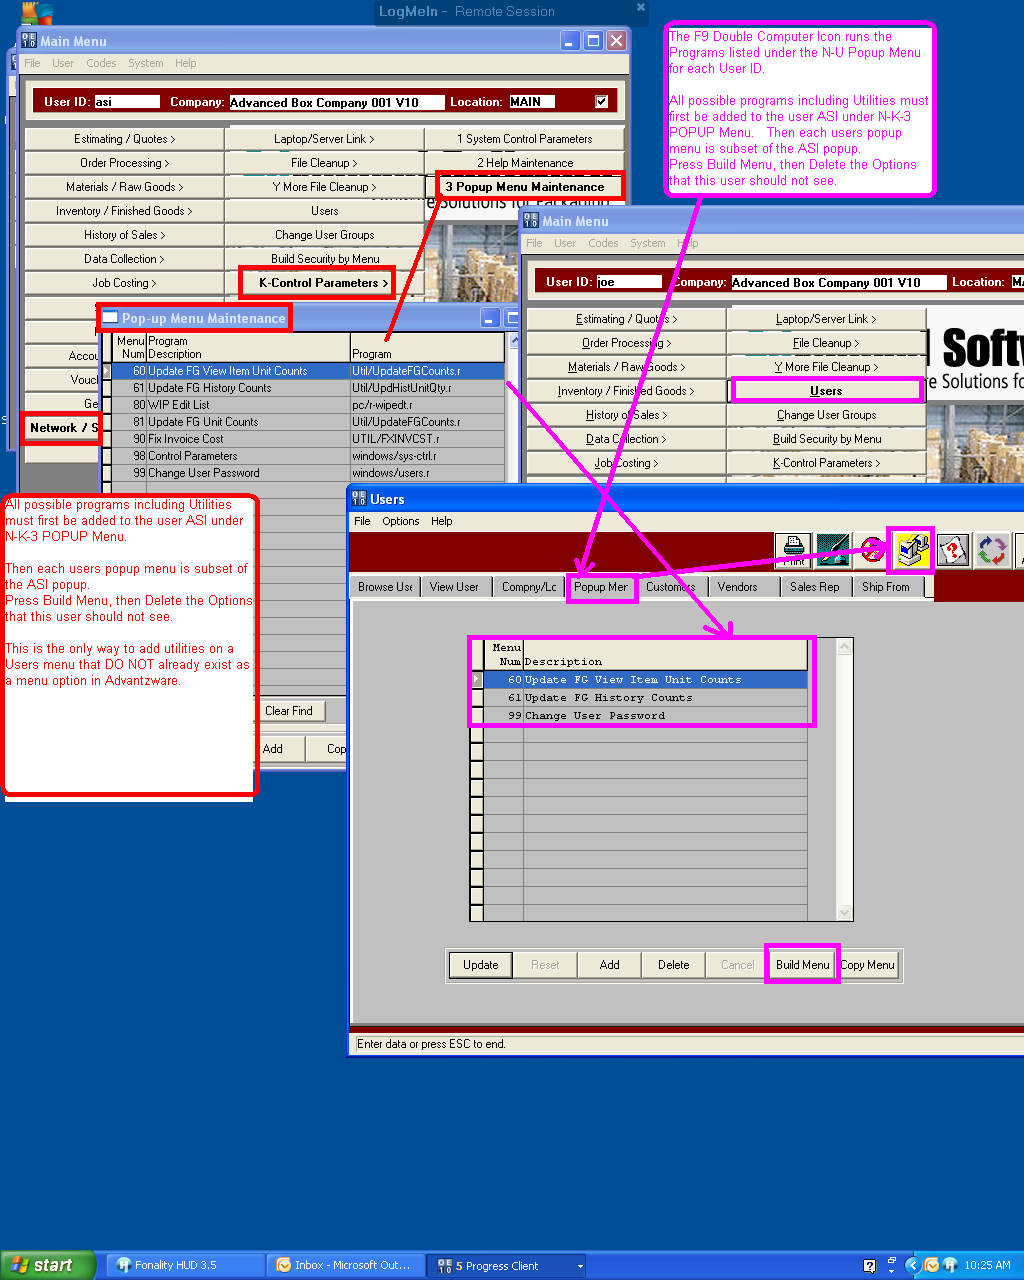 LogMeIn - Remote Session
Main Menu
File User Codes System Help
User ID: asi Company: Advanced Box Company 001 V10 Location: MAIN
Estimating / Quotes > Laptop/Server Link > 1 System Control Parameters
Order Processing > File Cleanup > 2 Help Maintenance
Materials / Raw Goods > Y More File Cleanup > 3 Popup Menu Maintenance
Inventory / Finished Goods > Users
History of Sales > Change User Groups
Data Collection > Build Security by Menu
Job Costing > K-Control Parameters >
Solutions for
Accou
Vouc
Ge
Network / S
The F9 Double Computer Icon runs the
Programs listed under the N-U Popup Menu
for each User ID.
All possible programs including Utilities must
first be added to the user ASI under N-K-3
POPUP Menu. Then each users popup
menu is subset of the ASI popup.
Press Build Menu, then Delete the Options
that this user should not see.
Main Menu
File User Codes System Help
User ID: joe Company: Advanced Box Company 001 V10 Location: MA
Estimating / Quotes > Laptop/Server Link >
Order Processing > File Cleanup >
Materials / Raw Goods > Y More File Cleanup >
Inventory / Finished Goods > Users
History of Sales > Change User Groups
Data Collection > Build Security by Menu
Job Costing > K-Control Parameters >
d Softw
re Solutions fo
Pop-up Menu Maintenance
Menu Program
Num Description Program
60 Update FG View Item Unit Counts Util/UpdateFGCounts.r
61 Update FG History Counts Util/UpdHistUnitQty.r
80 WIP Edit List pc/r-wipedt.r
81 Update FG Unit Counts Util/UpdateFGCounts.r
90 Fix Invoice Cost UTIL/FXINVCST.r
98 Control Parameters windows/sys-ctrl.r
99 Change User Password windows/users.r
Clear Find
Add Cop
All possible programs including Utilities
must first be added to the user ASI under
N-K-3 POPUP Menu.
Then each users popup menu is subset of
the ASI popup.
Press Build Menu, then Delete the Options
that this user should not see.
This is the only way to add utilities on a
Users menu that DO NOT already exist as
a menu option in Advantzware.
Users
File Options Help
Print
Browse Use View User Compny/Lc Popup Mer Customers Vendors Sales Rep Ship From
Menu
Num Description
60 Update FG View Item Unit Counts
61 Update FG History Counts
99 Change User Password
Update Reset Add Delete Cancel Build Menu Copy Menu
Enter data or press ESC to end.
start Fonality HUD 3.5 Inbox - Microsoft Out... 5 Progress Client 10:25 AM